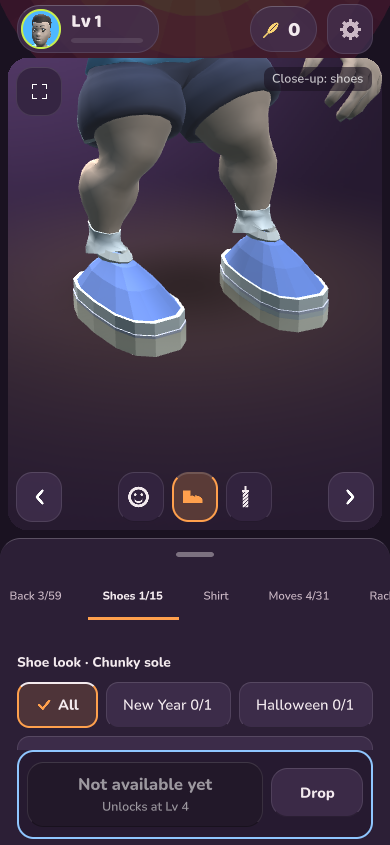 Lv 1
0
Close-up: shoes
Back 3/59
Shoes 1/15
Shirt
Moves 4/31
Shoe look · Chunky sole
All
New Year 0/1
Halloween 0/1
Not available yet
Unlocks at Lv 4
Drop